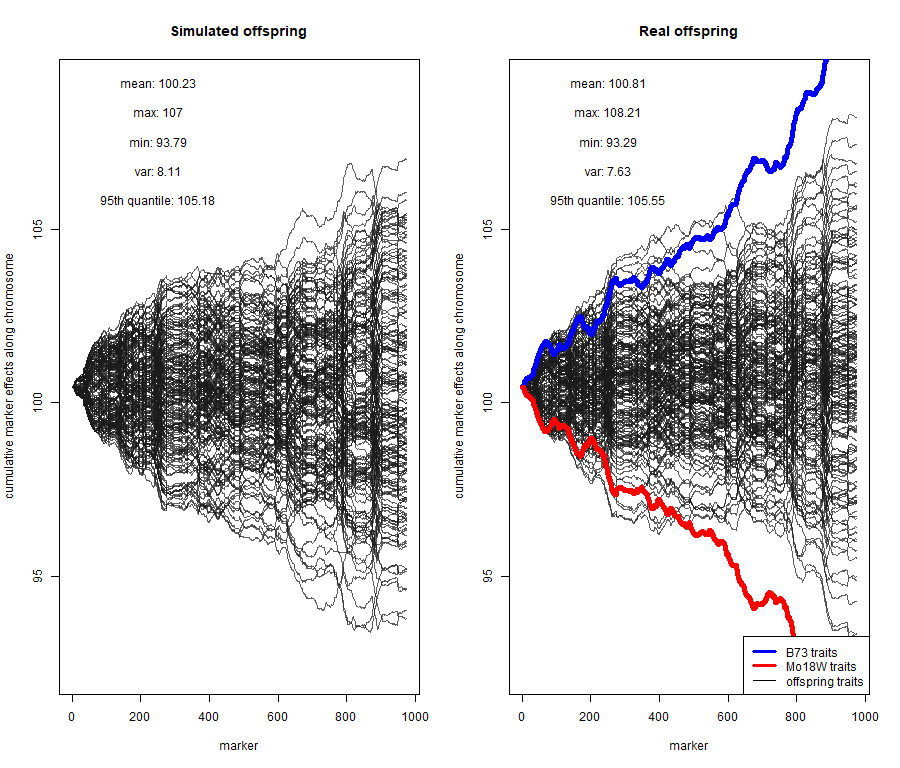 Simulated offspring
mean: 100.23
max: 107
min: 93.79
var: 8.11
95th quantile: 105.18
cumulative marker effects along chromosome
105
100
95
0 200 400 600 800 1000
marker
Real offspring
mean: 100.81
max: 108.21
min: 93.29
var: 7.63
95th quantile: 105.55
cumulative marker effects along chromosome
105
100
95
B73 traits
Mo18W traits
offspring traits
0 200 400 600 800 1000
marker